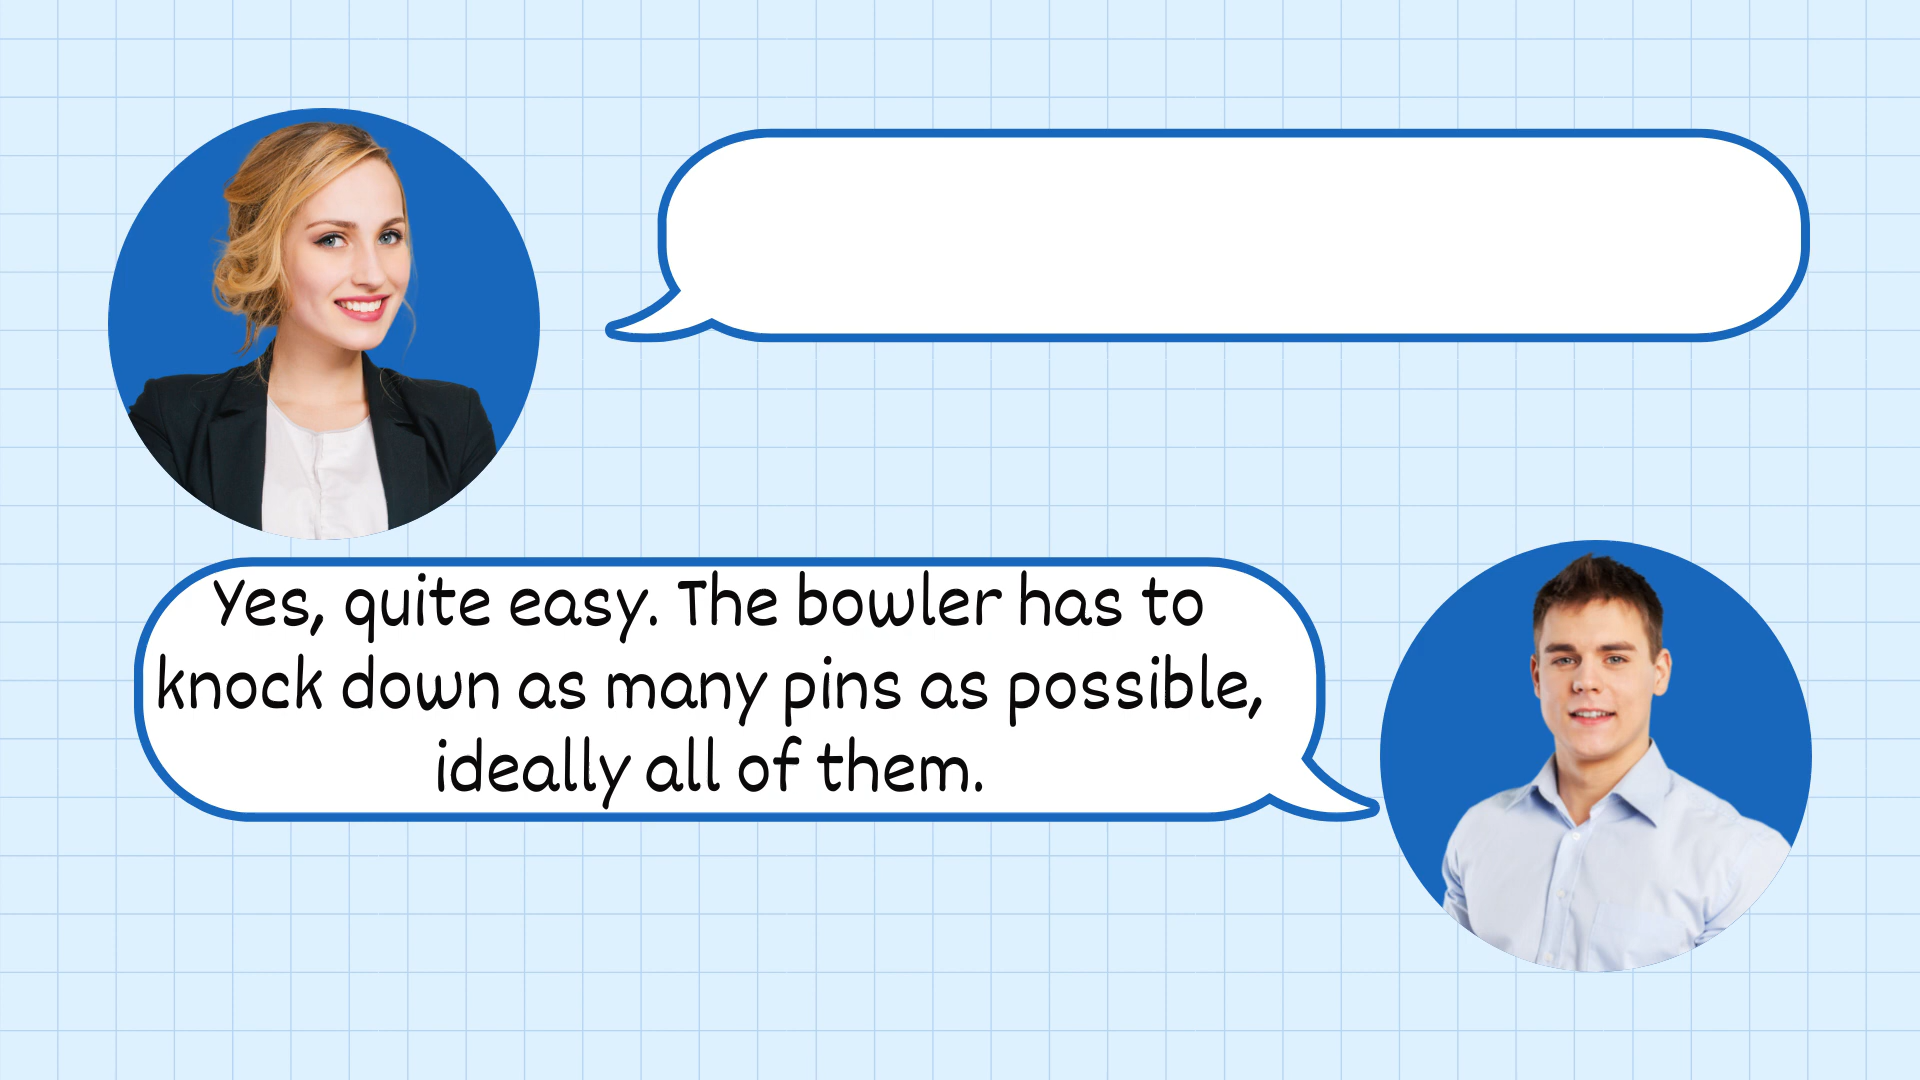 Yes, quite easy. The bowler has to
knock down as many pins as possible,
ideally all of them.